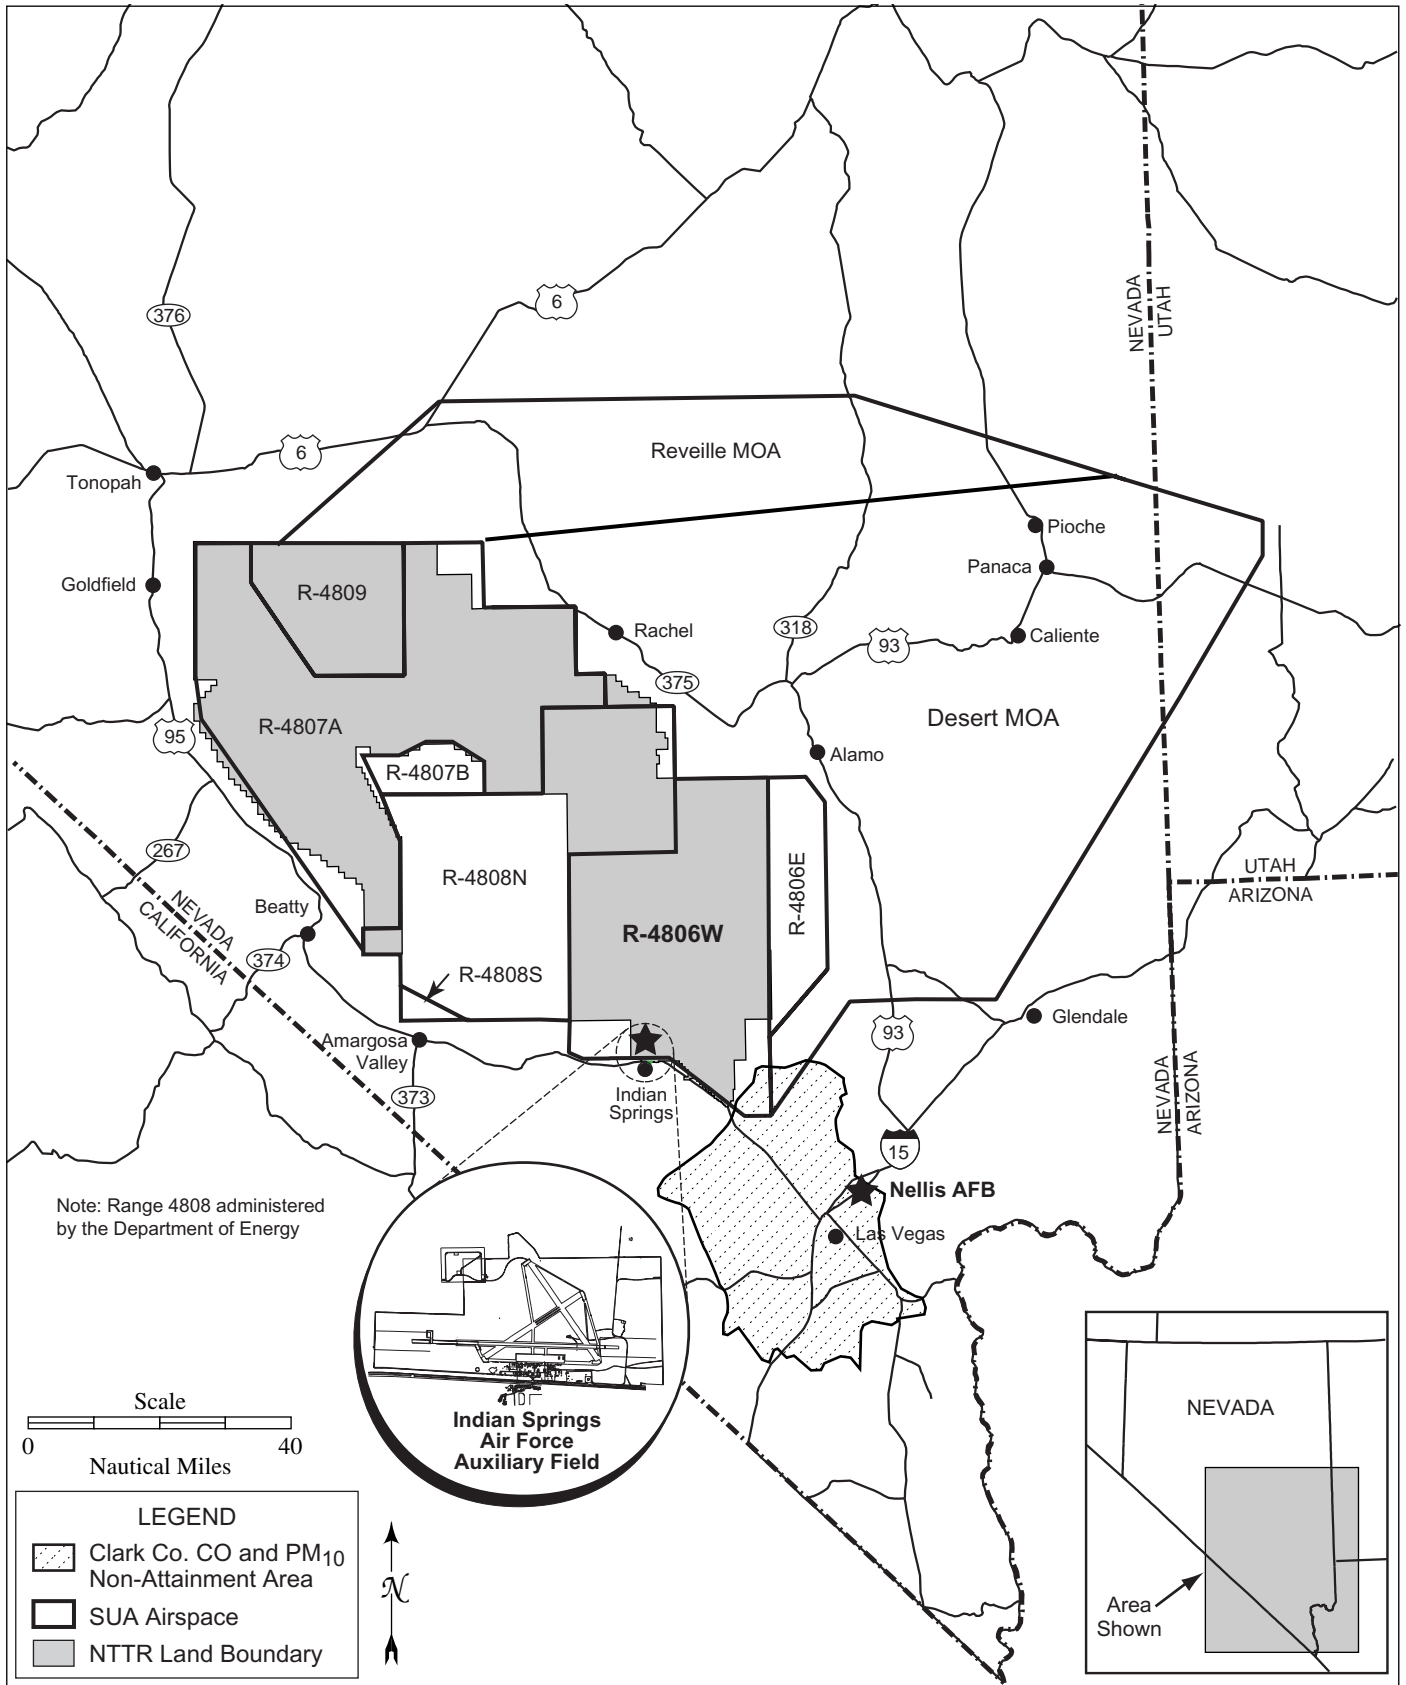 376
6
NEVADA
UTAH
6
Reveille MOA
Tonopah
Pioche
Panaca
Goldfield
R-4809
Rachel
318
93
Caliente
375
R-4807A
95
Desert MOA
Alamo
R-4807B
267
R-4808N
R-4806E
UTAH
ARIZONA
NEVADA
CALIFORNIA
Beatty
R-4806W
374
R-4808S
Glendale
93
Amargosa
Valley
373
Indian
Springs
NEVADA
ARIZONA
15
Nellis AFB
Las Vegas
Note: Range 4808 administered
by the Department of Energy
Indian Springs
Air Force
Auxiliary Field
Scale
0
40
Nautical Miles
LEGEND
Clark Co. CO and PM10
Non-Attainment Area
SUA Airspace
NTTR Land Boundary
N
NEVADA
Area
Shown